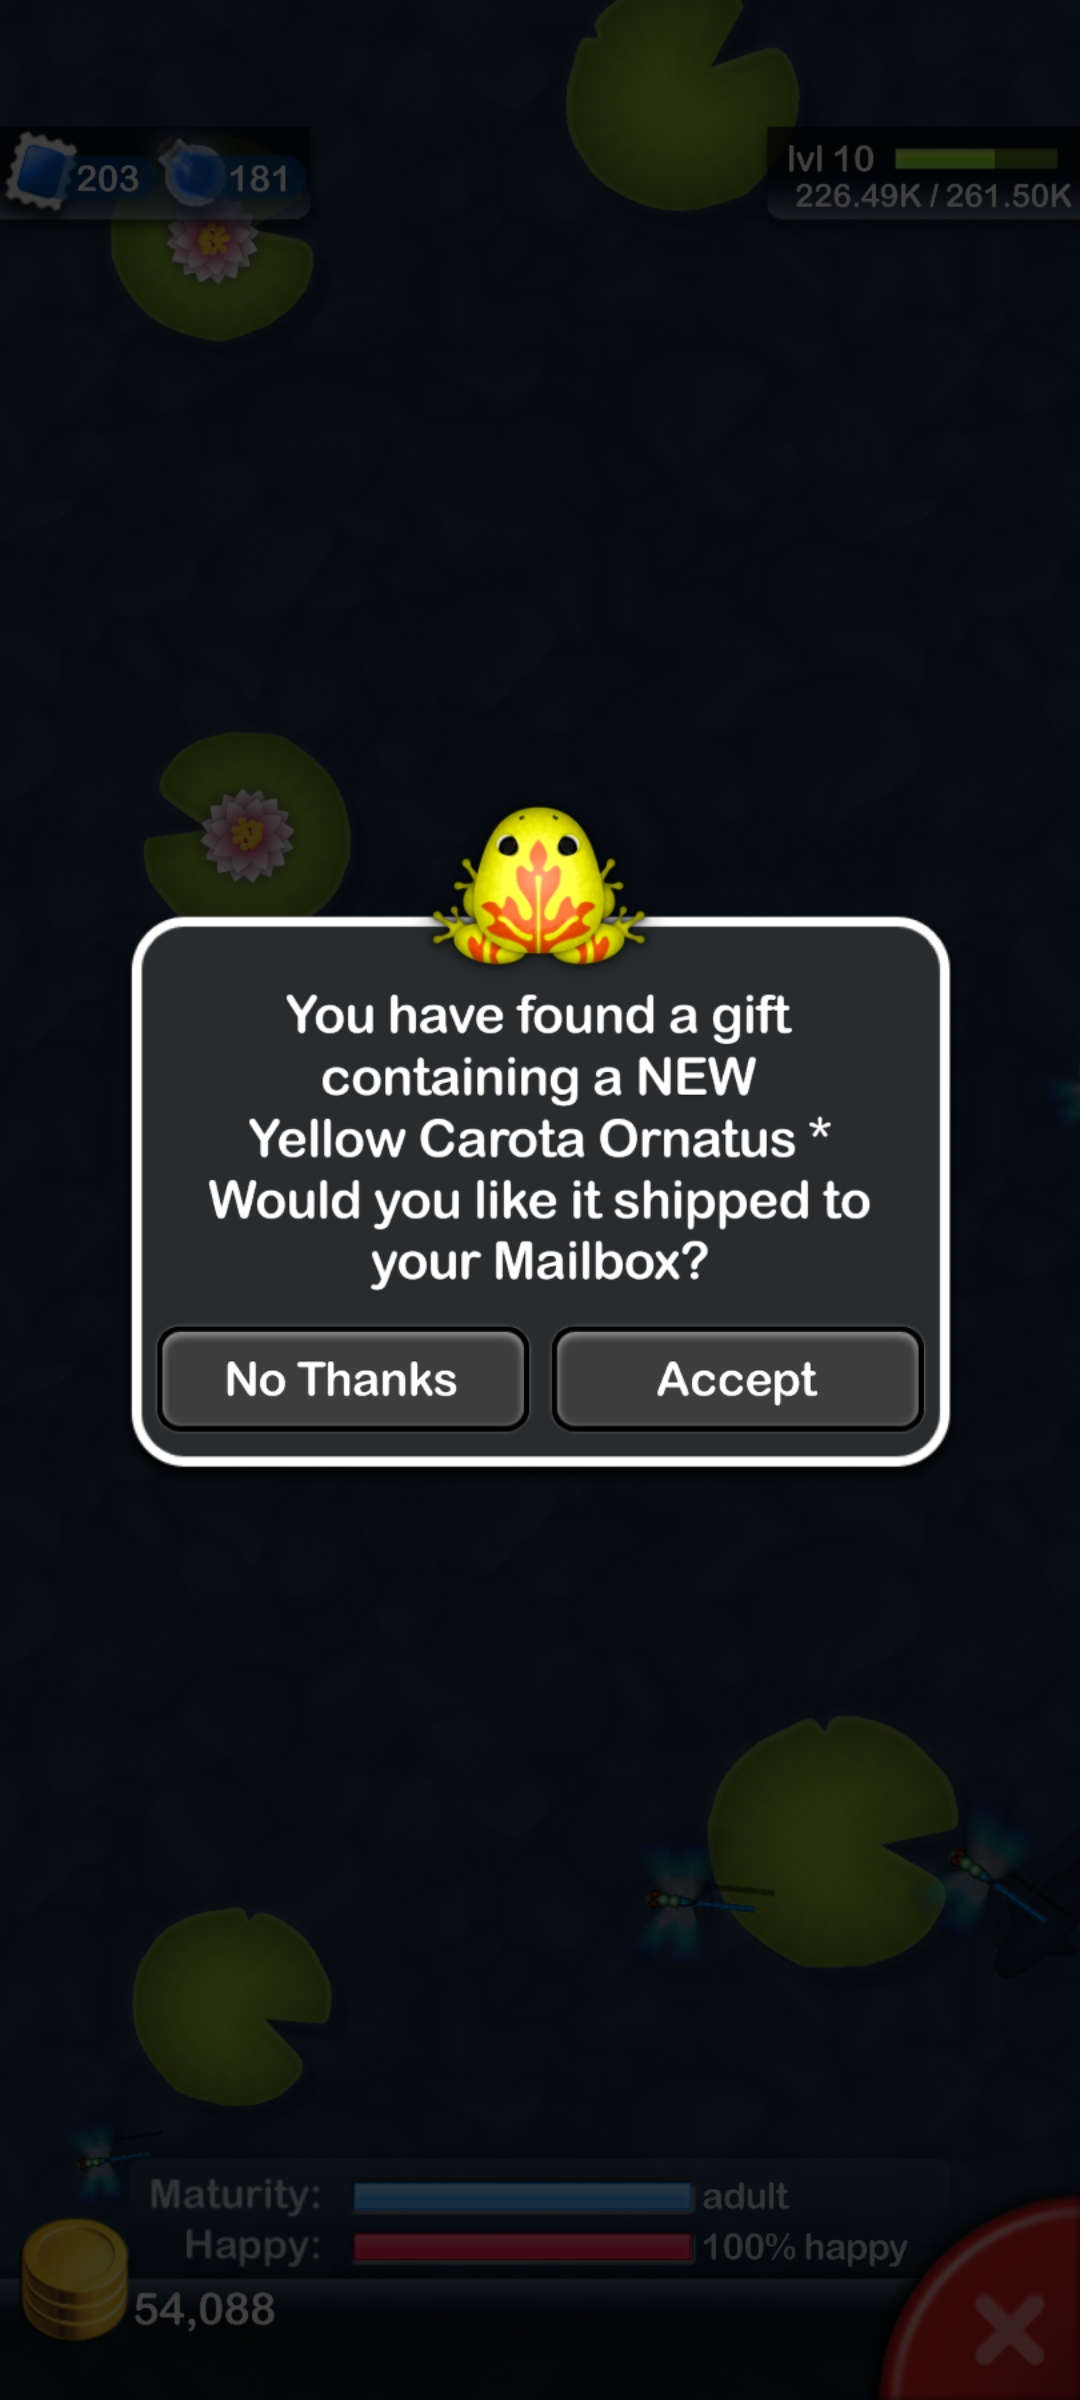 203
181
lvl 10
226.49K / 261.50K
You have found a gift
containing a NEW
Yellow Carota Ornatus *
Would you like it shipped to
your Mailbox?
No Thanks
Accept
Maturity:
adult
Happy:
100% happy
54,088